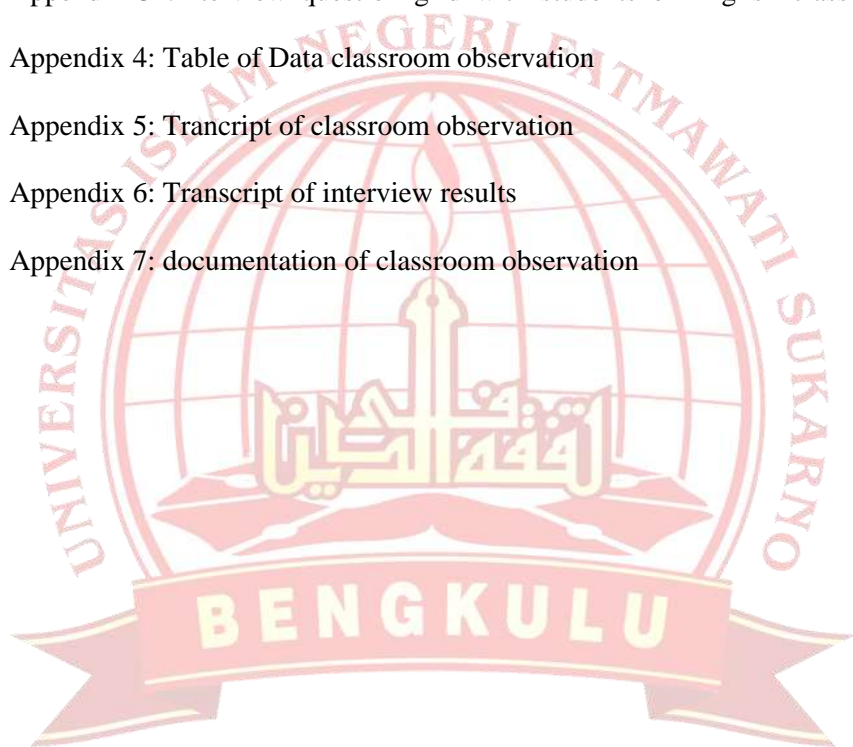 Appendix 4: Table of Data classroom observation
Appendix 5: Trancript of classroom observation
Appendix 6: Transcript of interview results
Appendix 7: documentation of classroom observation
UNIVERSITAS ISLAM NEGERI FATMAWATI SUKARNO
BENGKULU